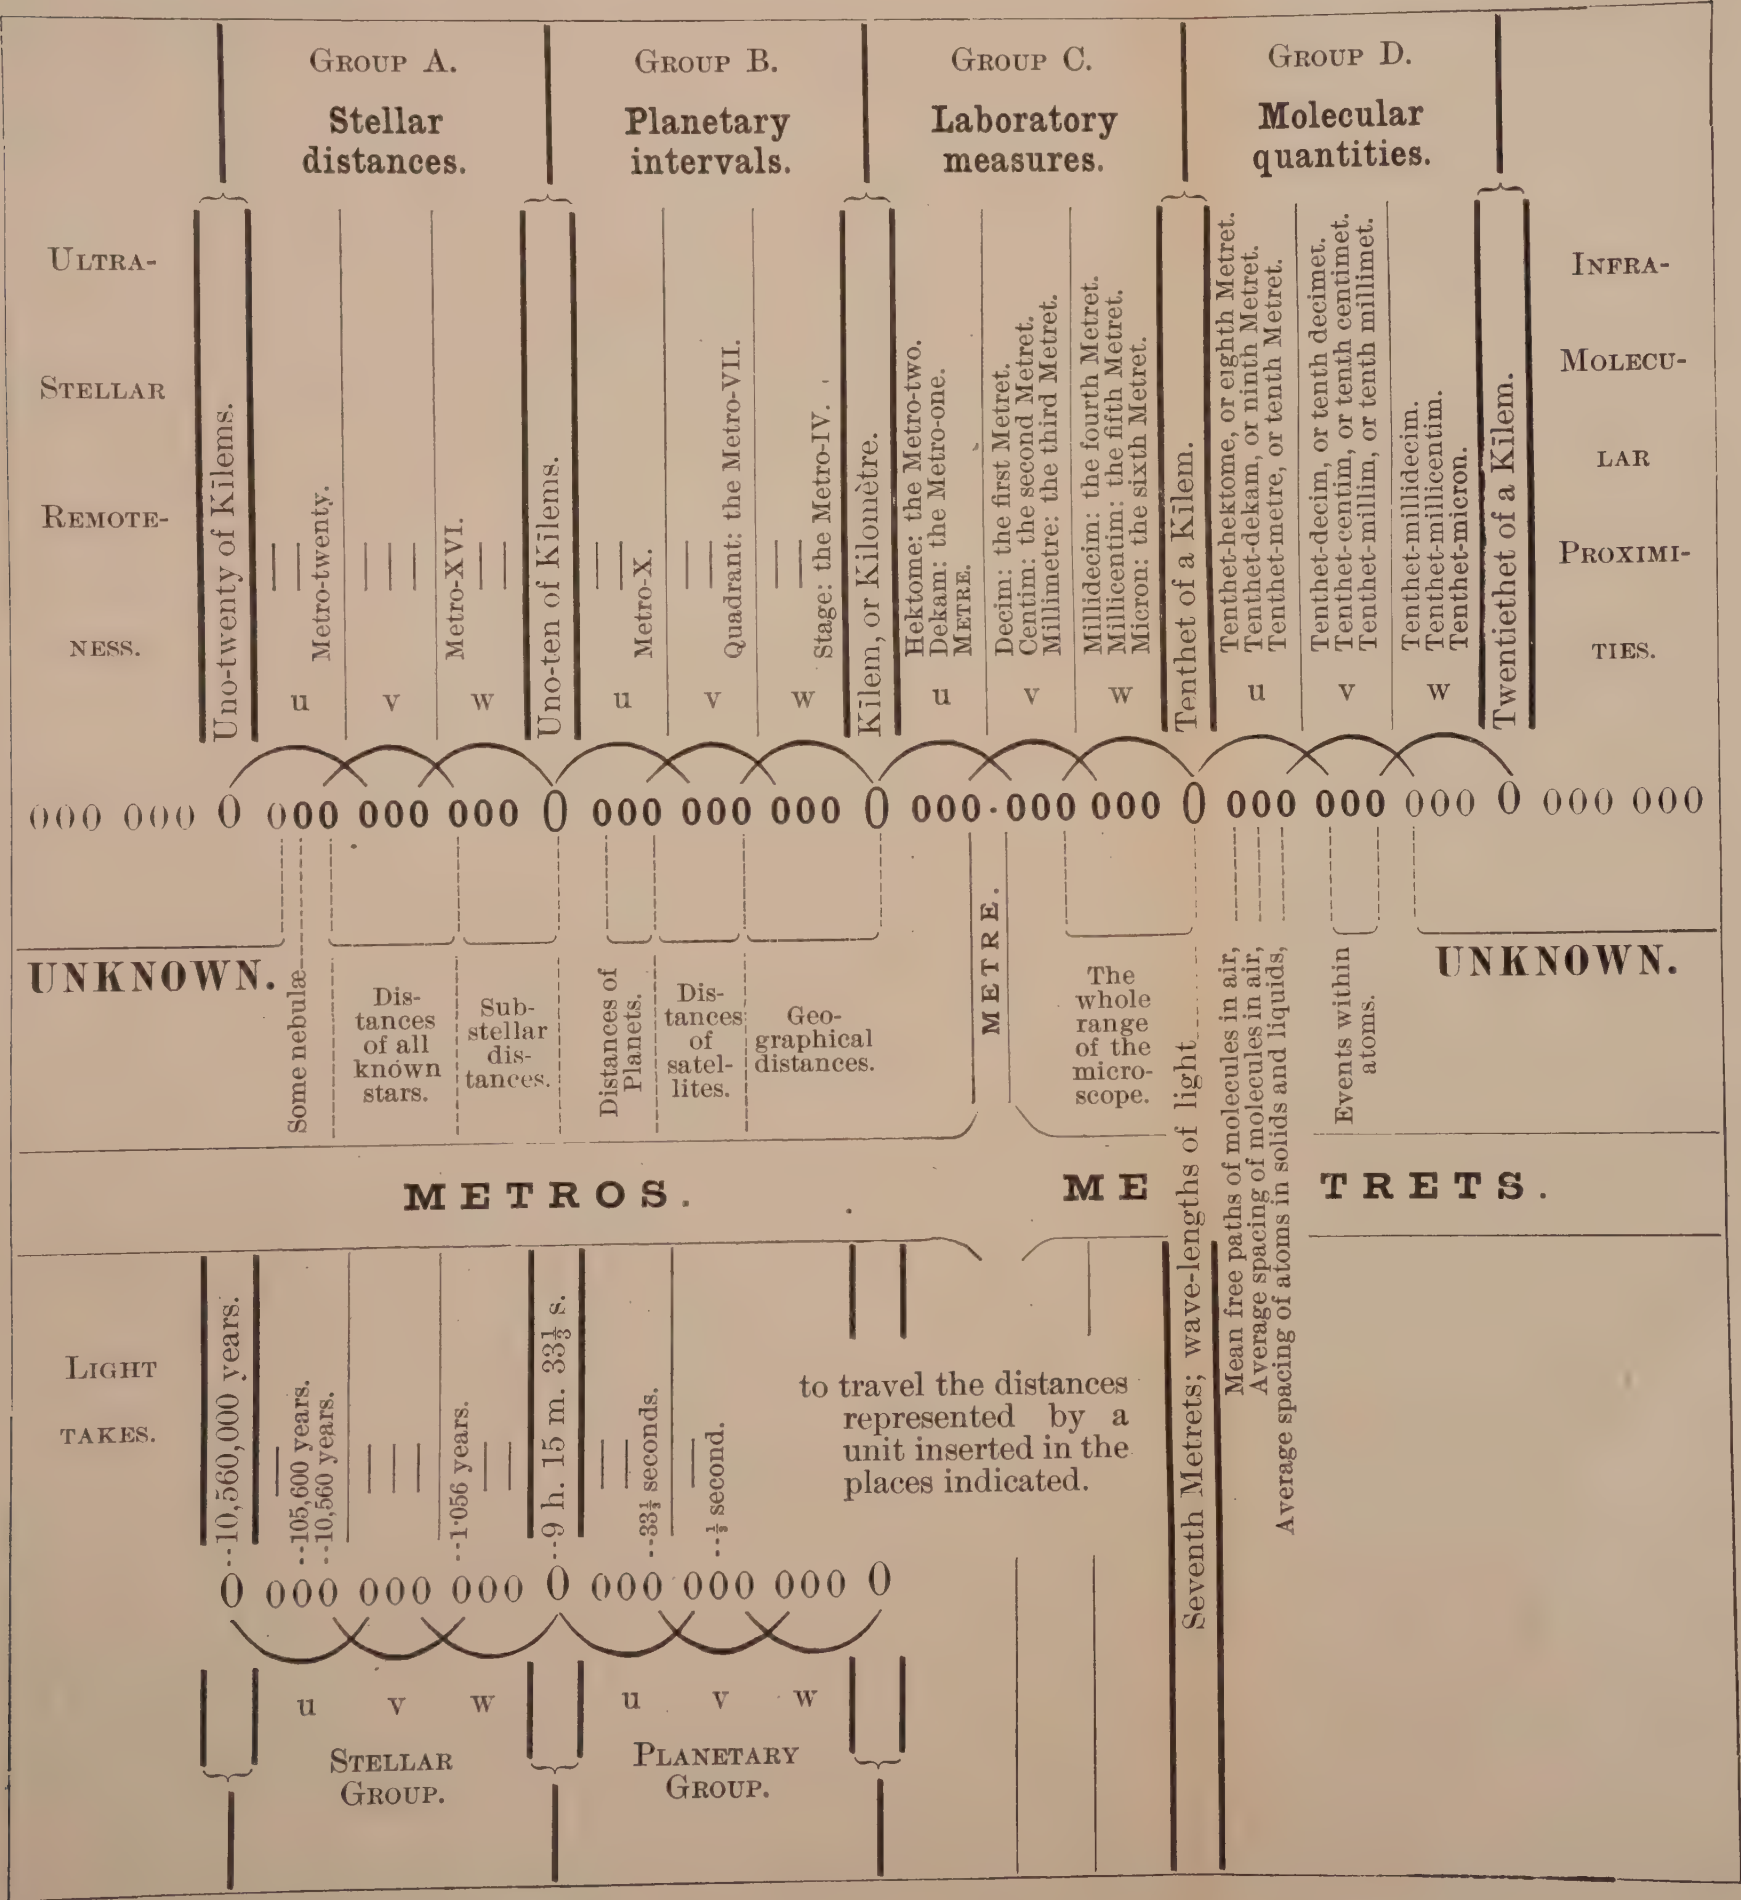 GROUP A.
Stellar
distances.
GROUP B.
Planetary
intervals.
GROUP C.
Laboratory
measures.
GROUP D.
Molecular
quantities.
ULTRA-
STELLAR
REMOTE-
NESS.
Uno-twenty of Kīlems.
Metro-twenty.
Metro-XVI.
Uno-ten of Kīlems.
Metro-X.
Quadrant: the Metro-VII.
Stage: the Metro-IV.
Kīlem, or Kilomètre.
Hektome: the Metro-two.
Dekam: the Metro-one.
METRE.
Decim: the first Metret.
Centim: the second Metret.
Millimetre: the third Metret.
Millidecim: the fourth Metret.
Millicentim: the fifth Metret.
Micron: the sixth Metret.
Tenthet of a Kīlem.
Tenthet-hektome, or eighth Metret.
Tenthet-dekam, or ninth Metret.
Tenthet-metre, or tenth Metret.
Tenthet-decim, or tenth decimet.
Tenthet-centim, or tenth centimet.
Tenthet-millim, or tenth millimet.
Tenthet-millidecim.
Tenthet-millicentim.
Tenthet-micron.
Twentiethet of a Kīlem.
INFRA-
MOLECU-
LAR
PROXIMI-
TIES.
u v w u v w u v w u v w
000 000 0 000 000 000 0 000 000 000 0 000·000 000 0 000 000 000 0 000 000
UNKNOWN.
Some nebulæ
Dis-
tances
of all
known
stars.
Sub-
stellar
dis-
tances.
Distances of
Planets.
Dis-
tances
of
satel-
lites.
Geo-
graphical
distances.
METRE.
The
whole
range
of the
micro-
scope.
Seventh Metrets; wave-lengths of light
Mean free paths of molecules in air,
Average spacing of molecules in air,
Average spacing of atoms in solids and liquids,
Events within
atoms.
UNKNOWN.
METROS.
METRETS.
LIGHT
TAKES.
10,560,000 years.
105,600 years.
10,560 years.
1·056 years.
9 h. 15 m. 33⅓ s.
33⅓ seconds.
⅓ second.
to travel the distances
represented by a
unit inserted in the
places indicated.
0 000 000 000 0 000 000 000 0
u v w u v w
STELLAR
GROUP.
PLANETARY
GROUP.